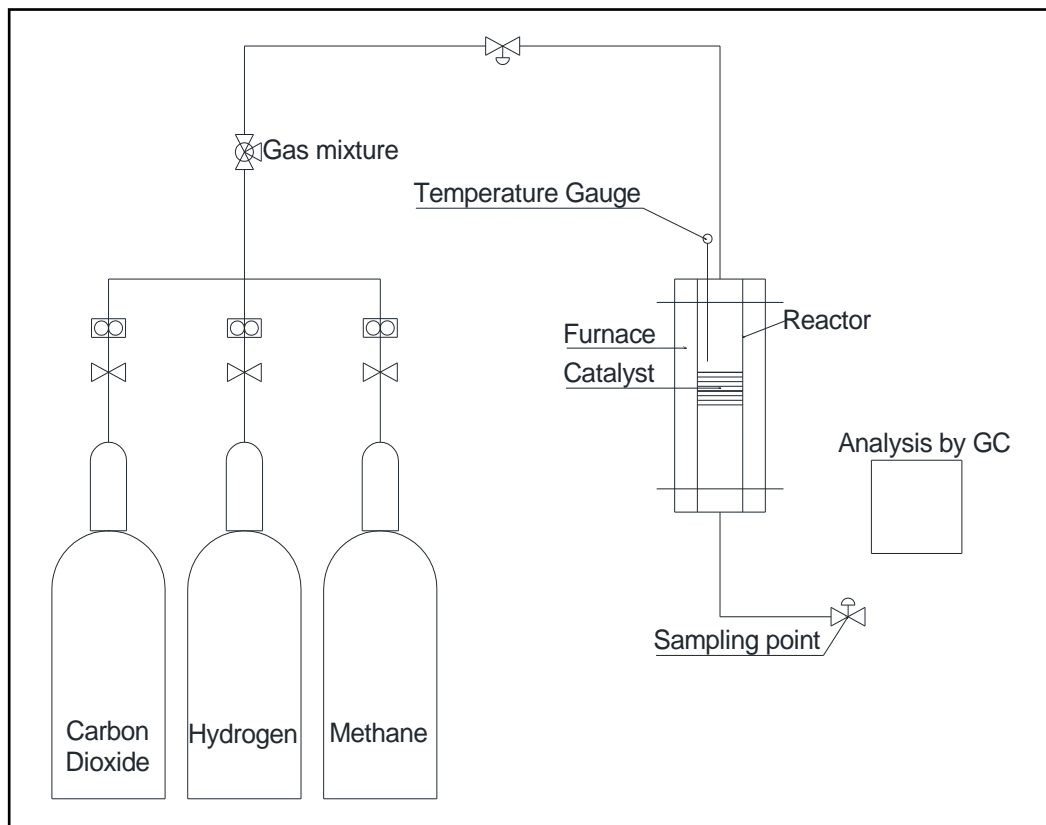 Gas mixture
Temperature Gauge
Furnace
Reactor
Catalyst
Analysis by GC
Sampling point
Carbon
Dioxide
Hydrogen
Methane